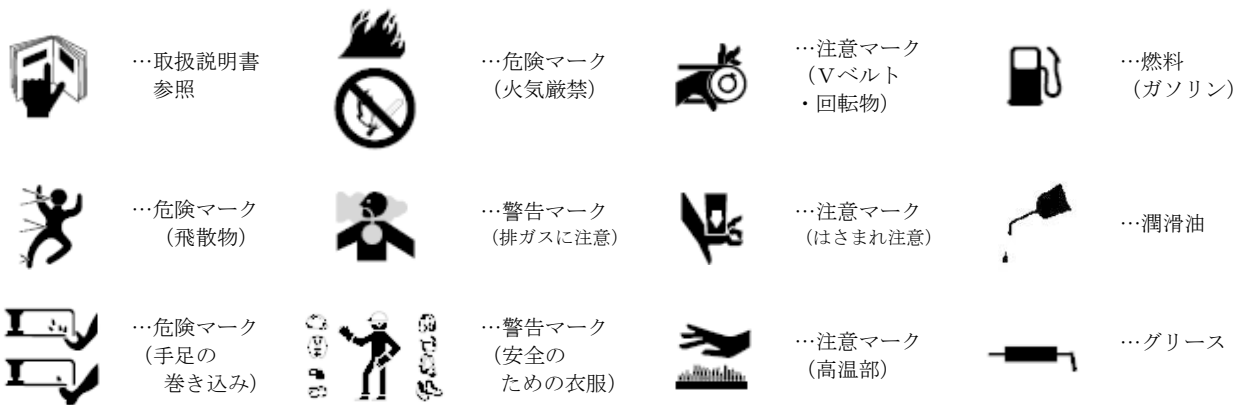 …取扱説明書
参照
…危険マーク
（火気厳禁）
…注意マーク
（Ｖベルト
・回転物）
…燃料
（ガソリン）
…危険マーク
（飛散物）
…警告マーク
（排ガスに注意）
…注意マーク
（はさまれ注意）
…潤滑油
…危険マーク
（手足の
巻き込み）
…警告マーク
（安全の
ための衣服）
…注意マーク
（高温部）
…グリース